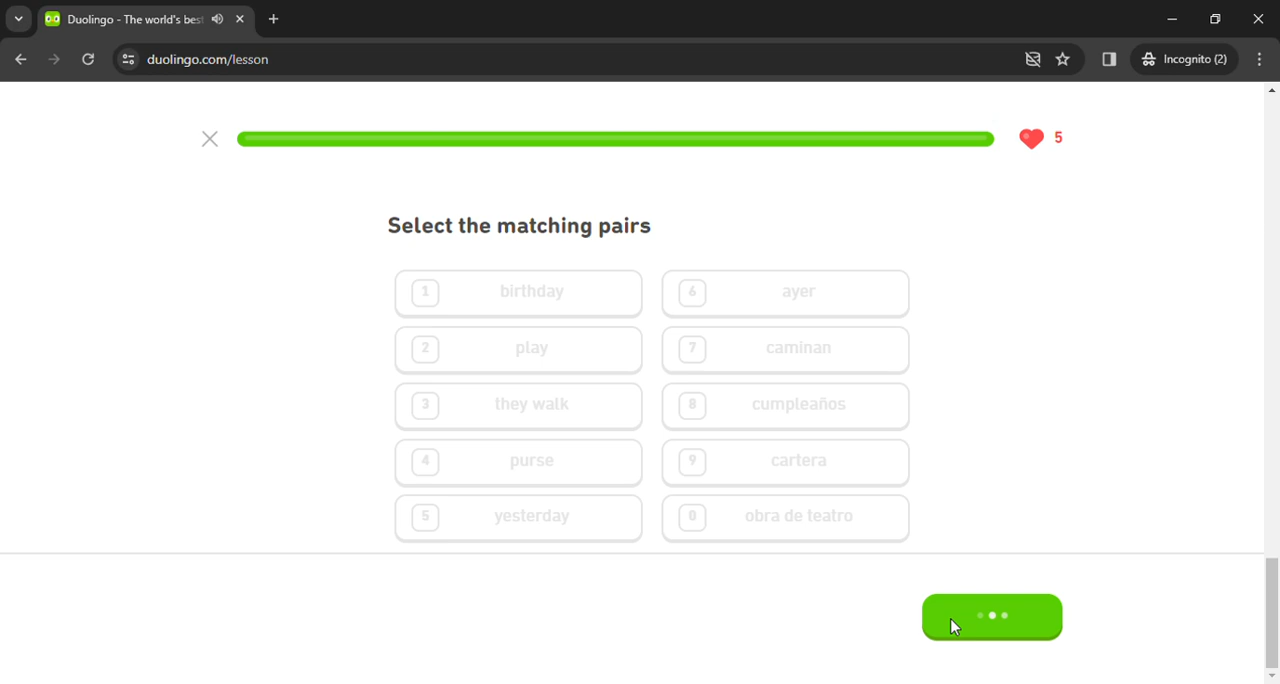 Duolingo - The world's bes
duolingo.com/lesson
Incognito (2)
5
Select the matching pairs
1 birthday
6 ayer
2 play
7 caminan
3 they walk
8 cumpleaños
4 purse
9 cartera
5 yesterday
0 obra de teatro